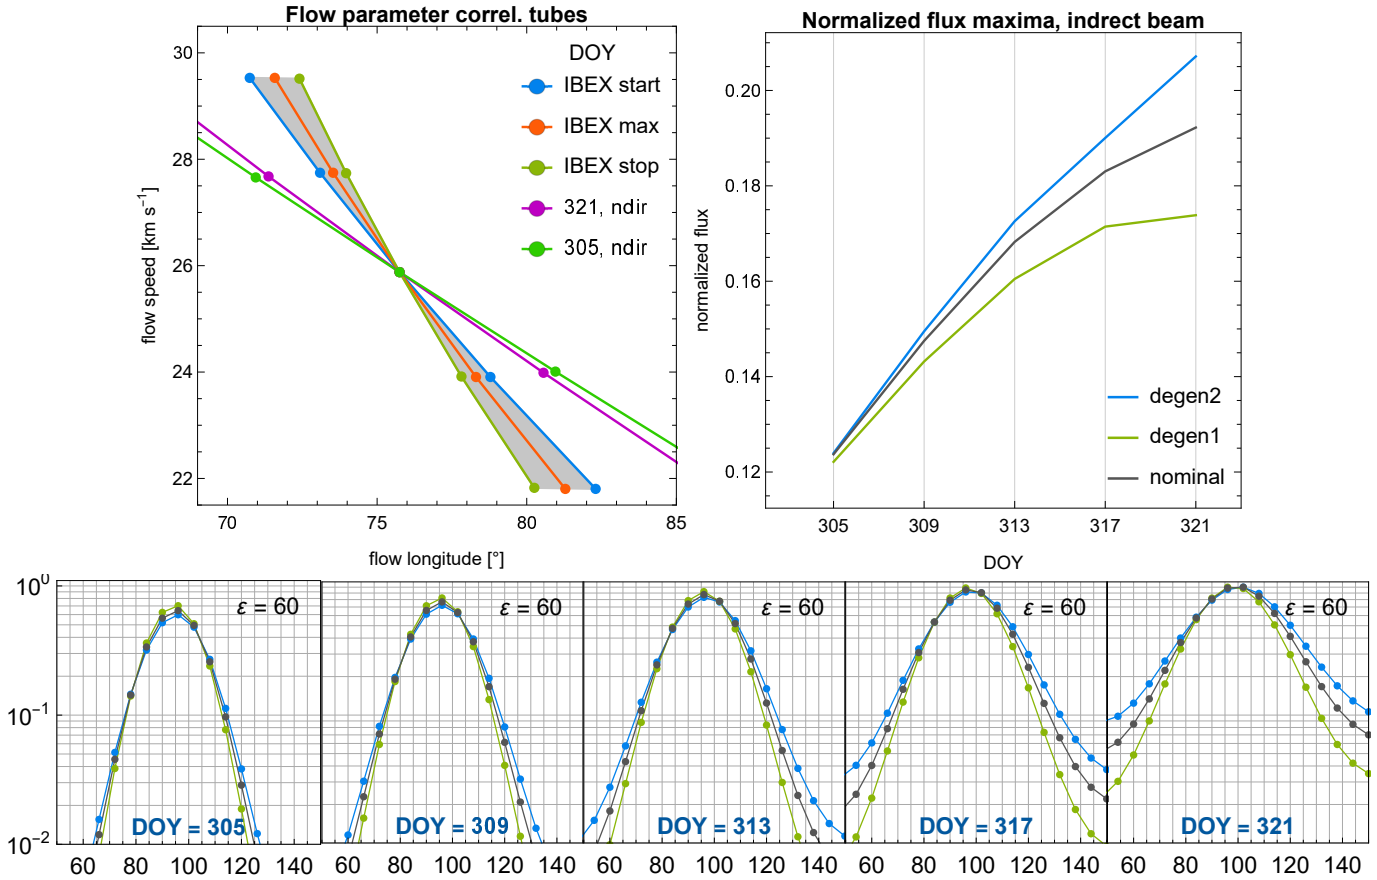 Flow parameter correl. tubes
DOY
IBEX start
IBEX max
IBEX stop
321, ndir
305, ndir
30
28
26
24
22
flow speed [km s⁻¹]
70 75 80 85
flow longitude [°]
Normalized flux maxima, indrect beam
0.20
0.18
0.16
0.14
0.12
normalized flux
degen2
degen1
nominal
305 309 313 317 321
DOY
10⁰
10⁻¹
10⁻²
ε = 60 ε = 60 ε = 60 ε = 60 ε = 60
DOY = 305 DOY = 309 DOY = 313 DOY = 317 DOY = 321
60 80 100 120 140 60 80 100 120 140 60 80 100 120 140 60 80 100 120 140 60 80 100 120 140